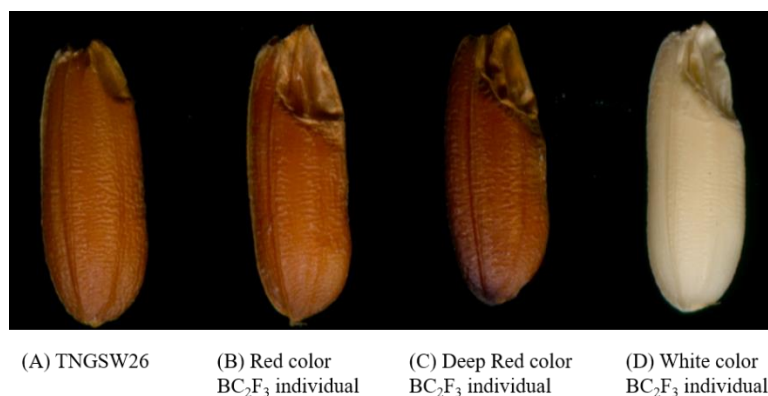 (A) TNGSW26
(B) Red color
BC₂F₃ individual
(C) Deep Red color
BC₂F₃ individual
(D) White color
BC₂F₃ individual